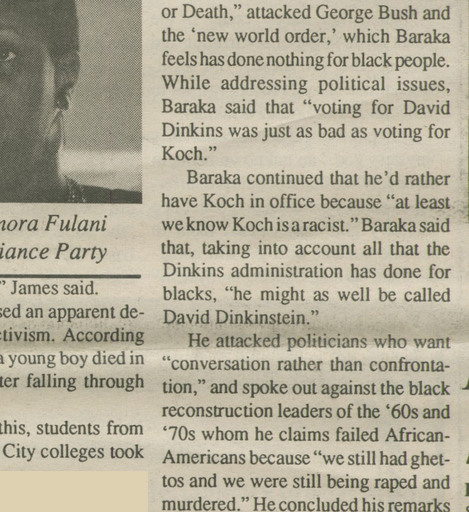 nora Fulani
iance Party
” James said.
sed an apparent de-
ctivism. According
a young boy died in
ter falling through
this, students from
City colleges took
or Death,” attacked George Bush and
the ‘new world order,’ which Baraka
feels has done nothing for black people.
While addressing political issues,
Baraka said that “voting for David
Dinkins was just as bad as voting for
Koch.”
Baraka continued that he’d rather
have Koch in office because “at least
we know Koch is a racist.” Baraka said
that, taking into account all that the
Dinkins administration has done for
blacks, “he might as well be called
David Dinkinstein.”
He attacked politicians who want
“conversation rather than confronta-
tion,” and spoke out against the black
reconstruction leaders of the ‘60s and
‘70s whom he claims failed African-
Americans because “we still had ghet-
tos and we were still being raped and
murdered.” He concluded his remarks